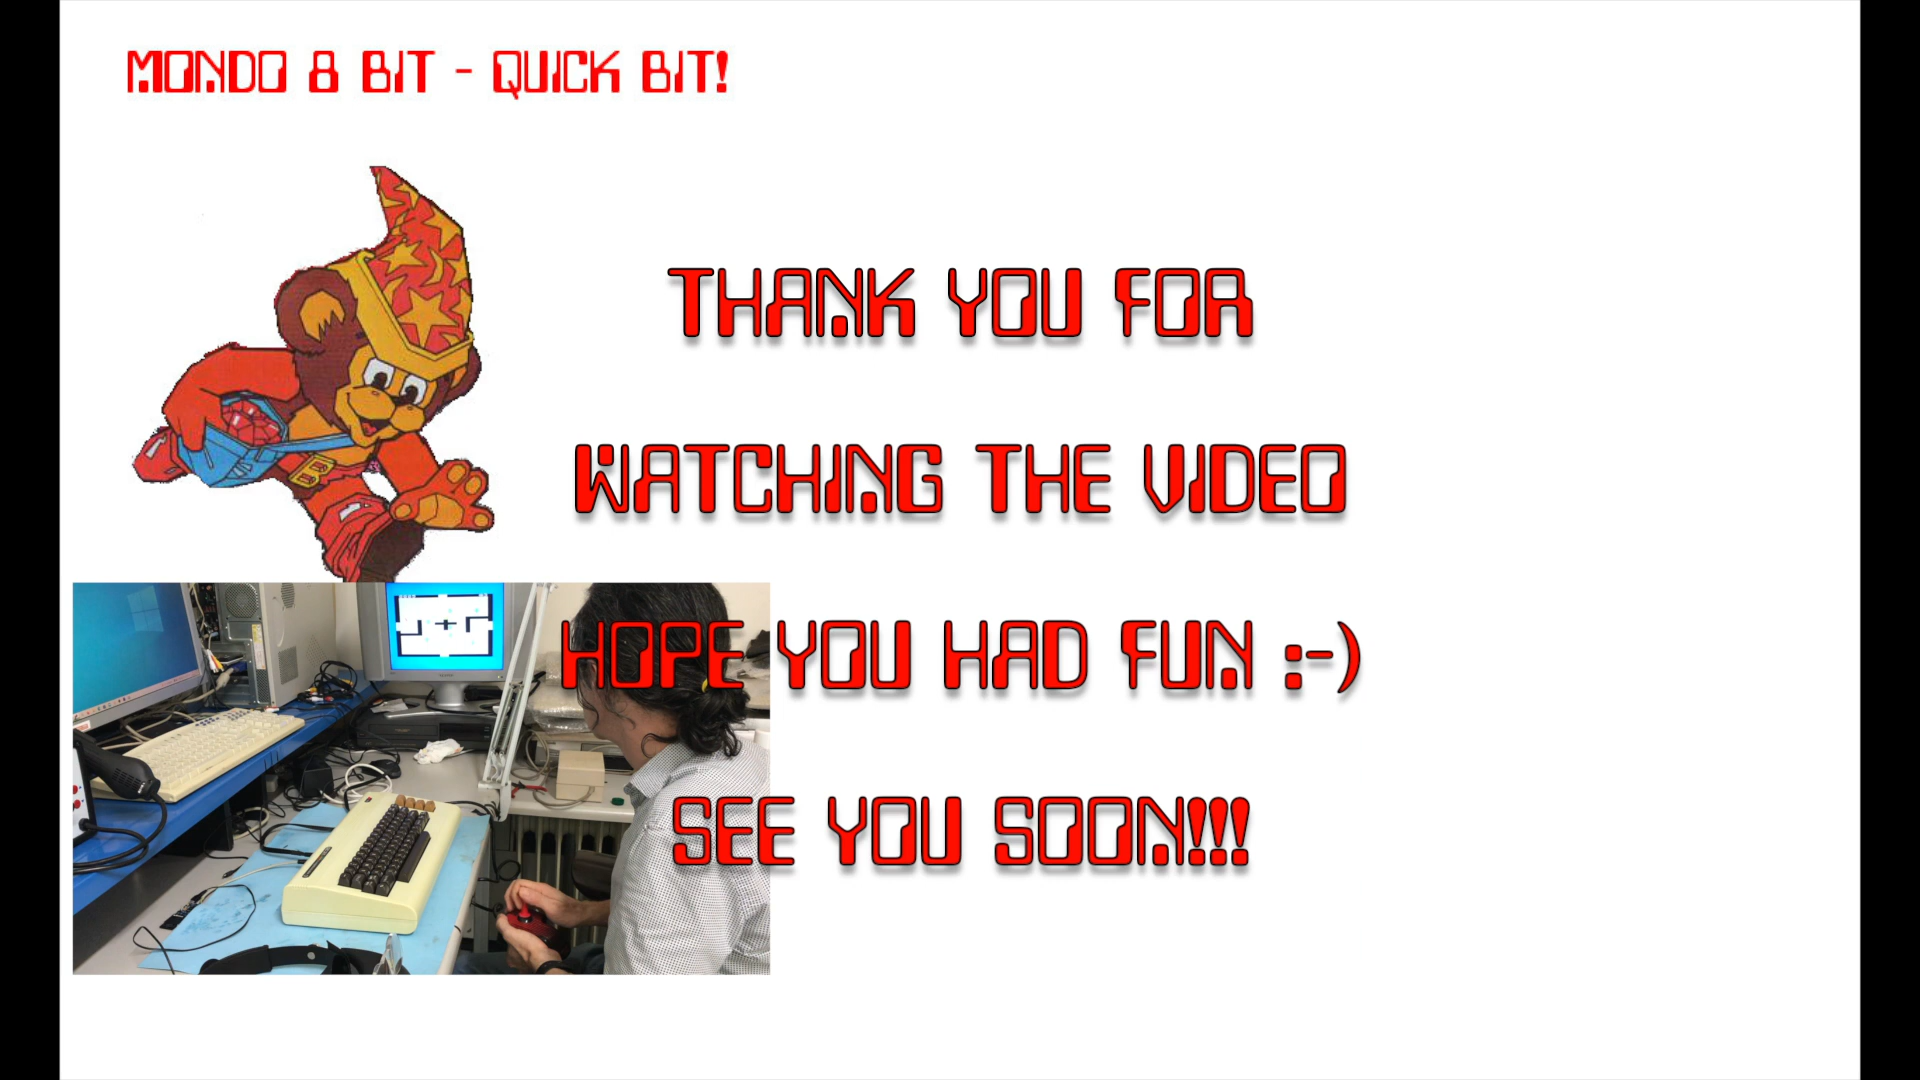 MONDO 8 BIT - QUICK BIT!
THANK YOU FOR
WATCHING THE VIDEO
HOPE YOU HAD FUN :-)
SEE YOU SOON!!!